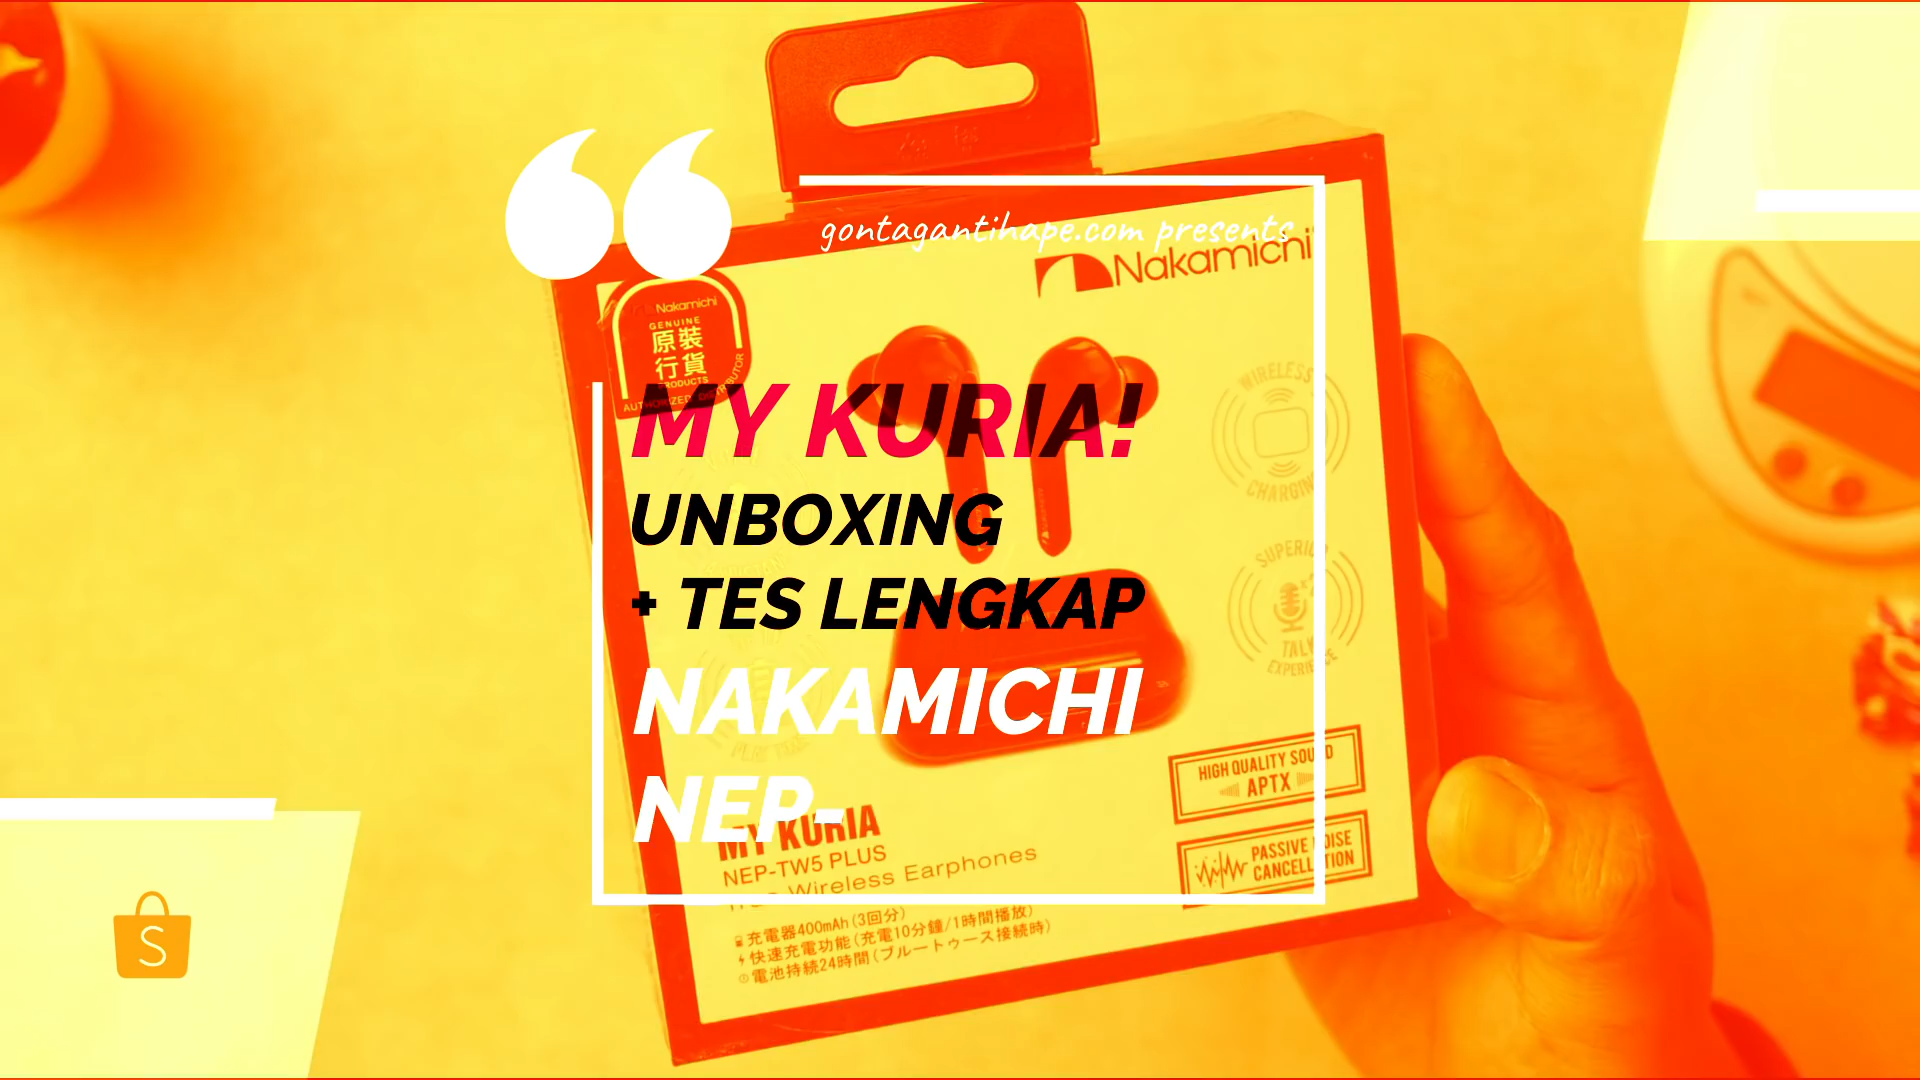 gontagantihape.com presents
Nakamichi
Nakamichi
GENUINE
原裝
行貨
PRODUCTS
AUTHORIZED DISTRIBUTOR
WIRELESS
CHARGING
MY KURIA!
UNBOXING
+ TES LENGKAP
NAKAMICHI
NEP-
SUPERIOR
TALK
EXPERIENCE
HIGH QUALITY SOUND
APTX
PASSIVE NOISE
CANCELLATION
MY KURIA
NEP-TW5 PLUS
Wireless Earphones
充電器400mAh(3回分)
快速充電功能(充電10分鐘/1時間播放)
電池持続24時間(ブルートゥース接続時)
S